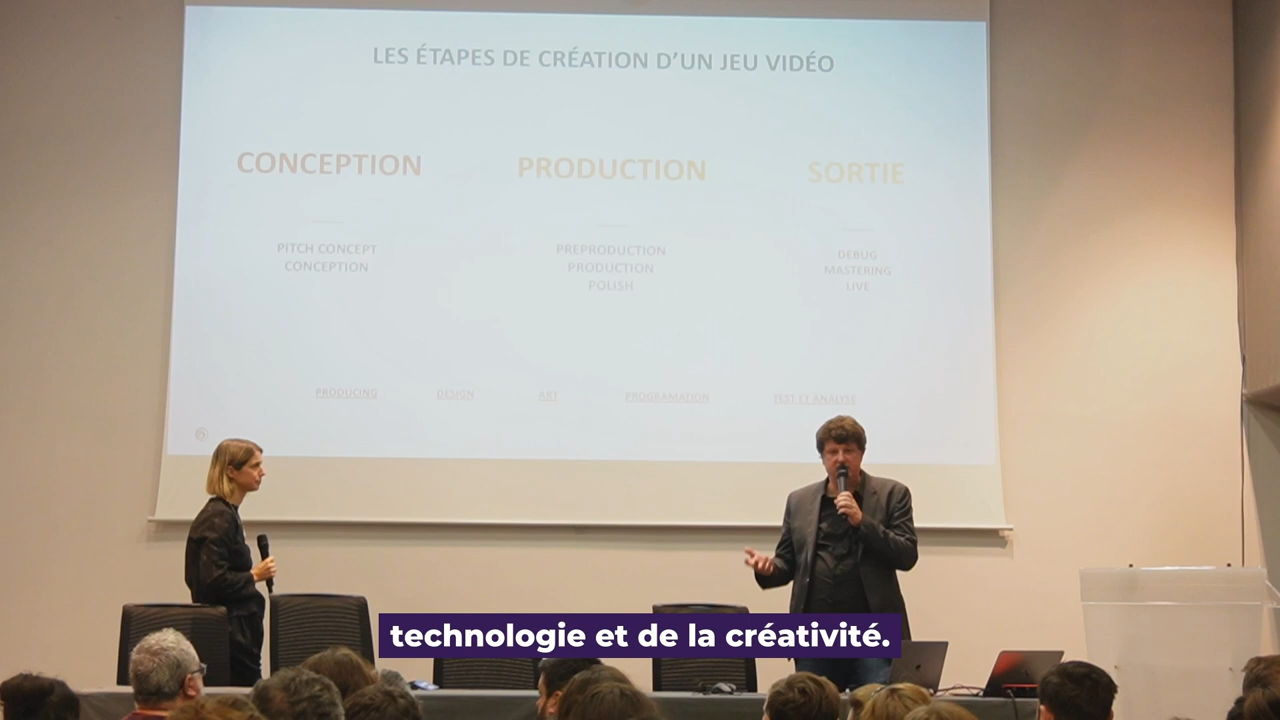 LES ÉTAPES DE CRÉATION D'UN JEU VIDÉO
CONCEPTION
PRODUCTION
SORTIE
PITCH CONCEPT
CONCEPTION
PREPRODUCTION
PRODUCTION
POLISH
DEBUG
MASTERING
LIVE
PRODUCING
DESIGN
ART
PROGRAMATION
TEST ET ANALYSE
technologie et de la créativité.